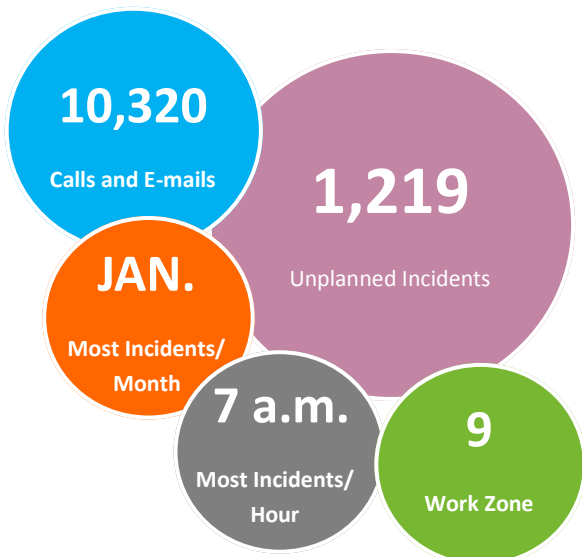 10,320
Calls and E-mails
1,219
Unplanned Incidents
JAN.
Most Incidents/
Month
7 a.m.
Most Incidents/
Hour
9
Work Zone